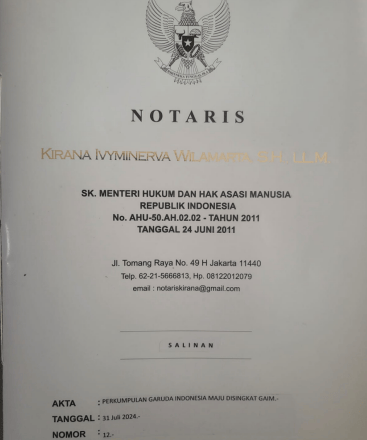 NOTARIS
KIRANA IVYMINERVA WILAMARTA, S.H., LL.M.
SK. MENTERI HUKUM DAN HAK ASASI MANUSIA
REPUBLIK INDONESIA
No. AHU-50.AH.02.02 - TAHUN 2011
TANGGAL 24 JUNI 2011
Jl. Tomang Raya No. 49 H Jakarta 11440
Telp. 62-21-5666813, Hp. 08122012079
email : notariskirana@gmail.com
SALINAN
AKTA : PERKUMPULAN GARUDA INDONESIA MAJU DISINGKAT GAIM.-
TANGGAL : 31 Juli 2024.-
NOMOR : 12.-